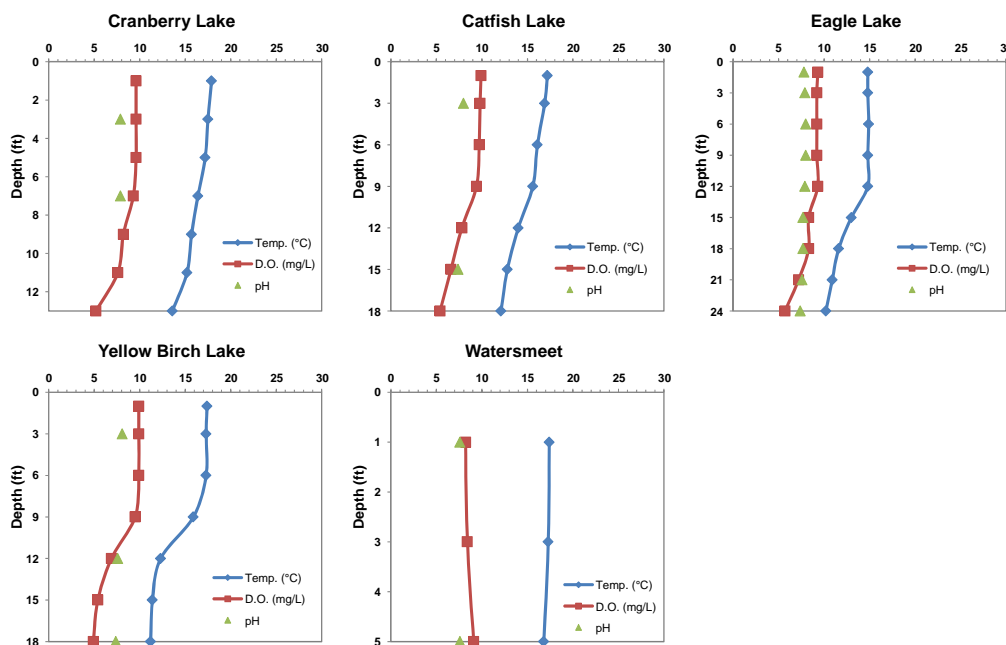 Cranberry Lake
0 5 10 15 20 25 30
Depth (ft)
0
2
4
6
8
10
12
Temp. (°C)
D.O. (mg/L)
pH
Catfish Lake
0 5 10 15 20 25 30
Depth (ft)
0
3
6
9
12
15
18
Temp. (°C)
D.O. (mg/L)
pH
Eagle Lake
0 5 10 15 20 25 30
Depth (ft)
0
3
6
9
12
15
18
21
24
Temp. (°C)
D.O. (mg/L)
pH
Yellow Birch Lake
0 5 10 15 20 25 30
Depth (ft)
0
3
6
9
12
15
18
Temp. (°C)
D.O. (mg/L)
pH
Watersmeet
0 5 10 15 20 25 30
Depth (ft)
0
1
2
3
4
5
Temp. (°C)
D.O. (mg/L)
pH